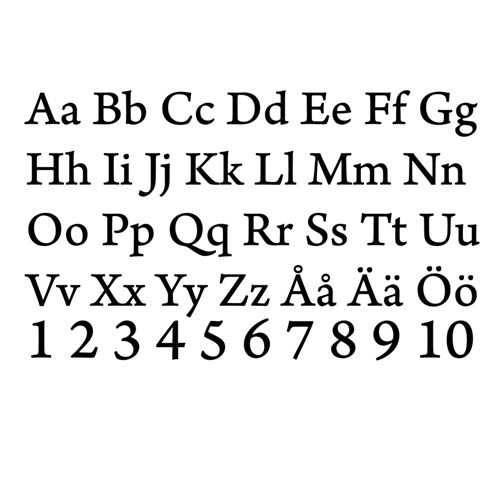 Aa Bb Cc Dd Ee Ff Gg
Hh Ii Jj Kk Ll Mm Nn
Oo Pp Qq Rr Ss Tt Uu
Vv Xx Yy Zz Åå Ää Öö
1 2 3 4 5 6 7 8 9 10